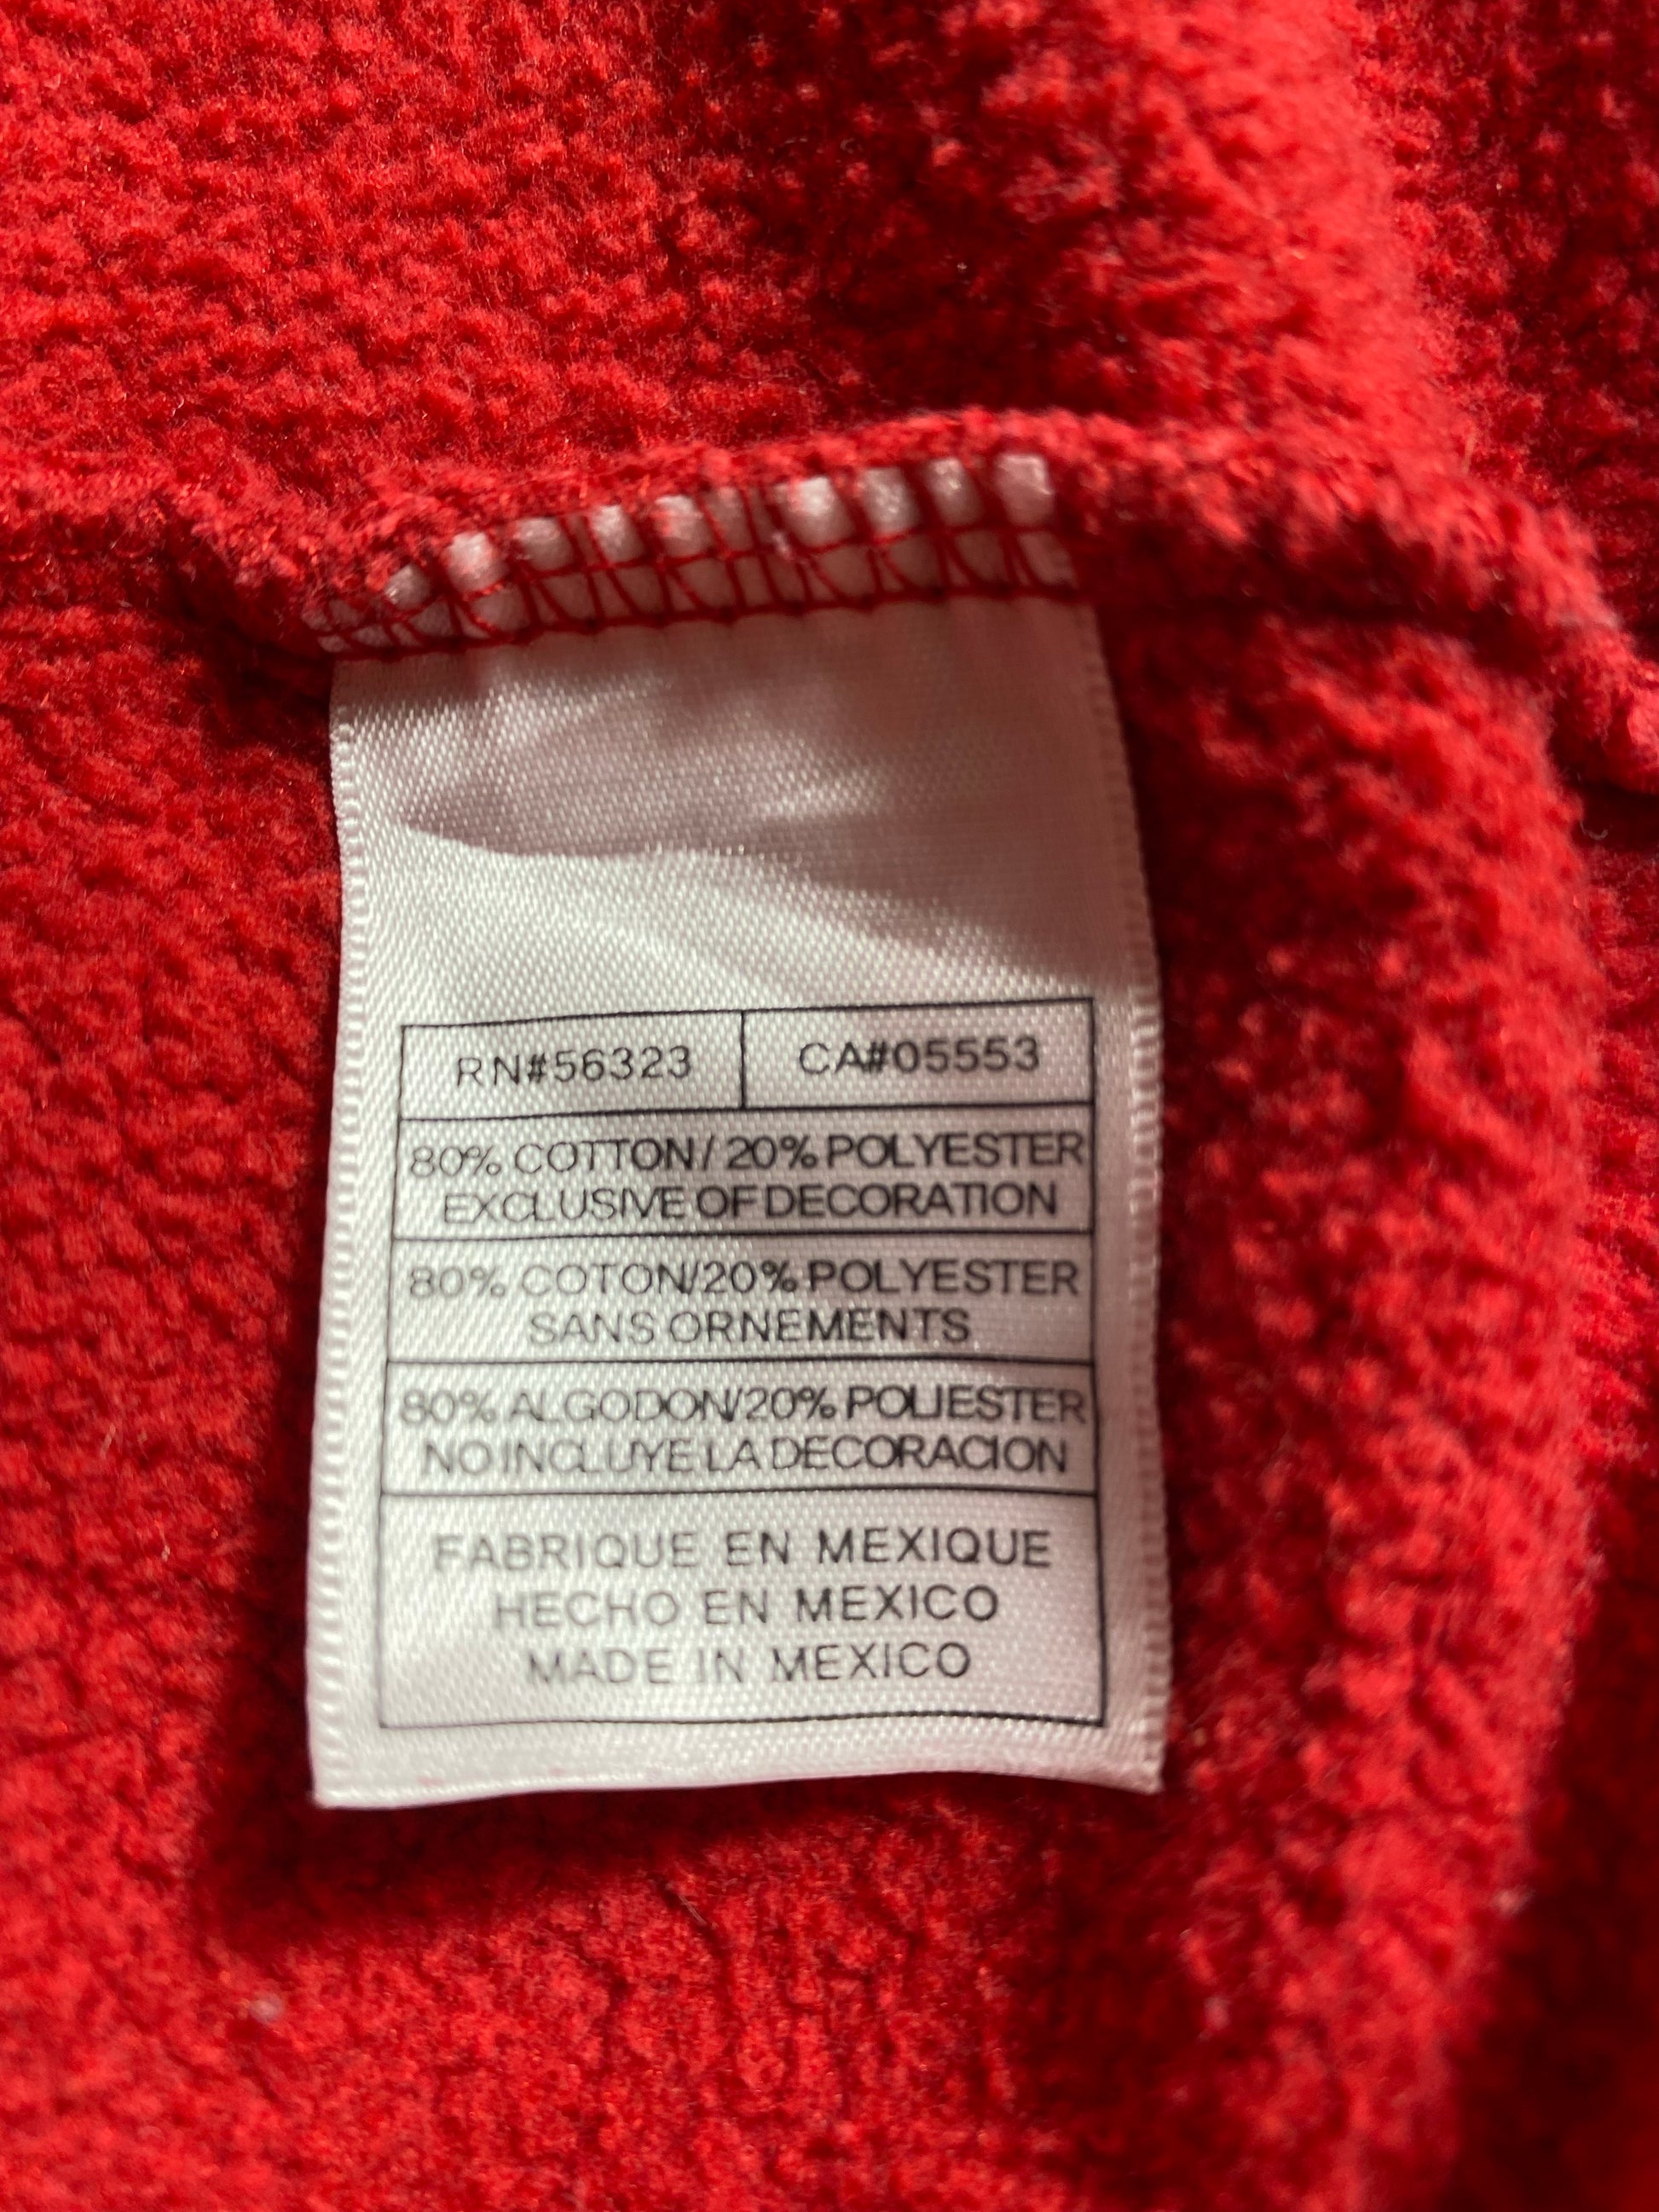 RN#56323 CA#05553
80% COTTON/ 20% POLYESTER
EXCLUSIVE OF DECORATION
80% COTON/20% POLYESTER
SANS ORNEMENTS
80% ALGODON/20% POLIESTER
NO INCLUYE LA DECORACION
FABRIQUE EN MEXIQUE
HECHO EN MEXICO
MADE IN MEXICO